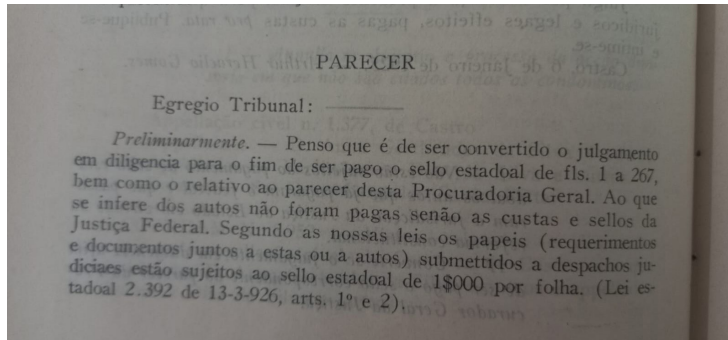 PARECER
Egregio Tribunal:
Preliminarmente. — Penso que é de ser convertido o julgamento
em diligencia para o fim de ser pago o sello estadoal de fls. 1 a 267,
bem como o relativo ao parecer desta Procuradoria Geral. Ao que
se infere dos autos não foram pagas senão as custas e sellos da
Justiça Federal. Segundo as nossas leis os papeis (requerimentos
e documentos juntos a estas ou a autos) submettidos a despachos ju-
diciaes estão sujeitos ao sello estadoal de 1$000 por folha. (Lei es-
tadoal 2.392 de 13-3-926, arts. 1º e 2).